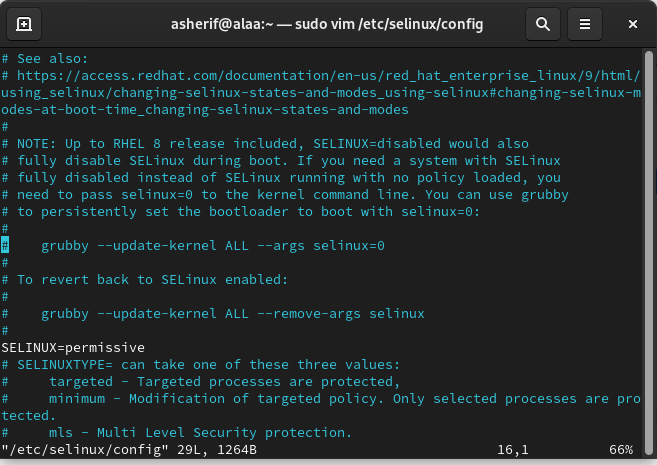 asherif@alaa:~ — sudo vim /etc/selinux/config
# See also:
# https://access.redhat.com/documentation/en-us/red_hat_enterprise_linux/9/html/
using_selinux/changing-selinux-states-and-modes_using-selinux#changing-selinux-m
odes-at-boot-time_changing-selinux-states-and-modes
#
# NOTE: Up to RHEL 8 release included, SELINUX=disabled would also
# fully disable SELinux during boot. If you need a system with SELinux
# fully disabled instead of SELinux running with no policy loaded, you
# need to pass selinux=0 to the kernel command line. You can use grubby
# to persistently set the bootloader to boot with selinux=0:
#
#    grubby --update-kernel ALL --args selinux=0
#
# To revert back to SELinux enabled:
#
#    grubby --update-kernel ALL --remove-args selinux
#
SELINUX=permissive
# SELINUXTYPE= can take one of these three values:
#     targeted - Targeted processes are protected,
#     minimum - Modification of targeted policy. Only selected processes are pro
tected.
#     mls - Multi Level Security protection.
"/etc/selinux/config" 29L, 1264B 16,1 66%